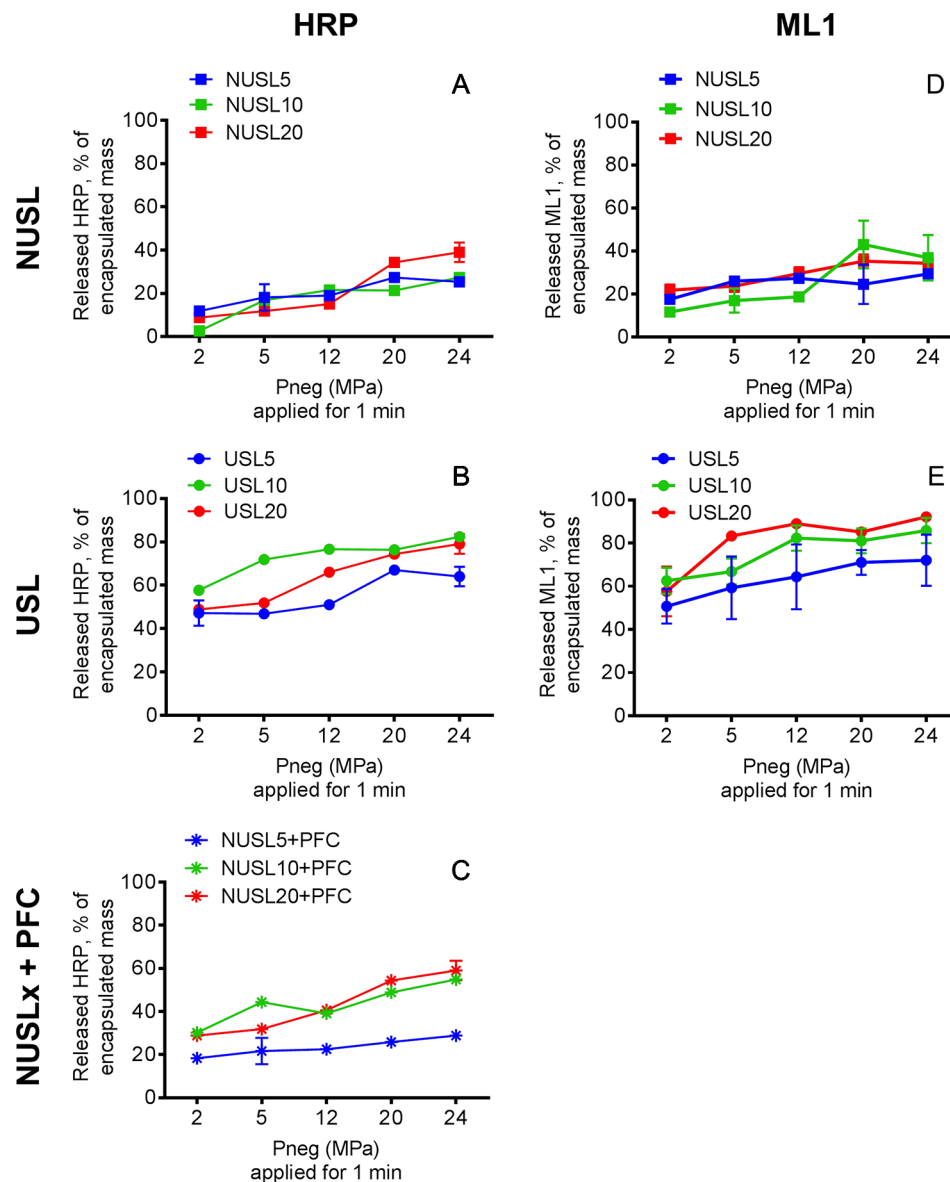 HRP
ML1
NUSL
NUSL5
NUSL10
NUSL20
A
Released HRP, % of
encapsulated mass
100
80
60
40
20
0
2 5 12 20 24
Pneg (MPa)
applied for 1 min
NUSL5
NUSL10
NUSL20
D
Released ML1, % of
encapsulated mass
100
80
60
40
20
0
2 5 12 20 24
Pneg (MPa)
applied for 1 min
USL
USL5
USL10
USL20
B
Released HRP, % of
encapsulated mass
100
80
60
40
20
0
2 5 12 20 24
Pneg (MPa)
applied for 1 min
USL5
USL10
USL20
E
Released ML1, % of
encapsulated mass
100
80
60
40
20
0
2 5 12 20 24
Pneg (MPa)
applied for 1 min
NUSLx + PFC
NUSL5+PFC
NUSL10+PFC
NUSL20+PFC
C
Released HRP, % of
encapsulated mass
100
80
60
40
20
0
2 5 12 20 24
Pneg (MPa)
applied for 1 min